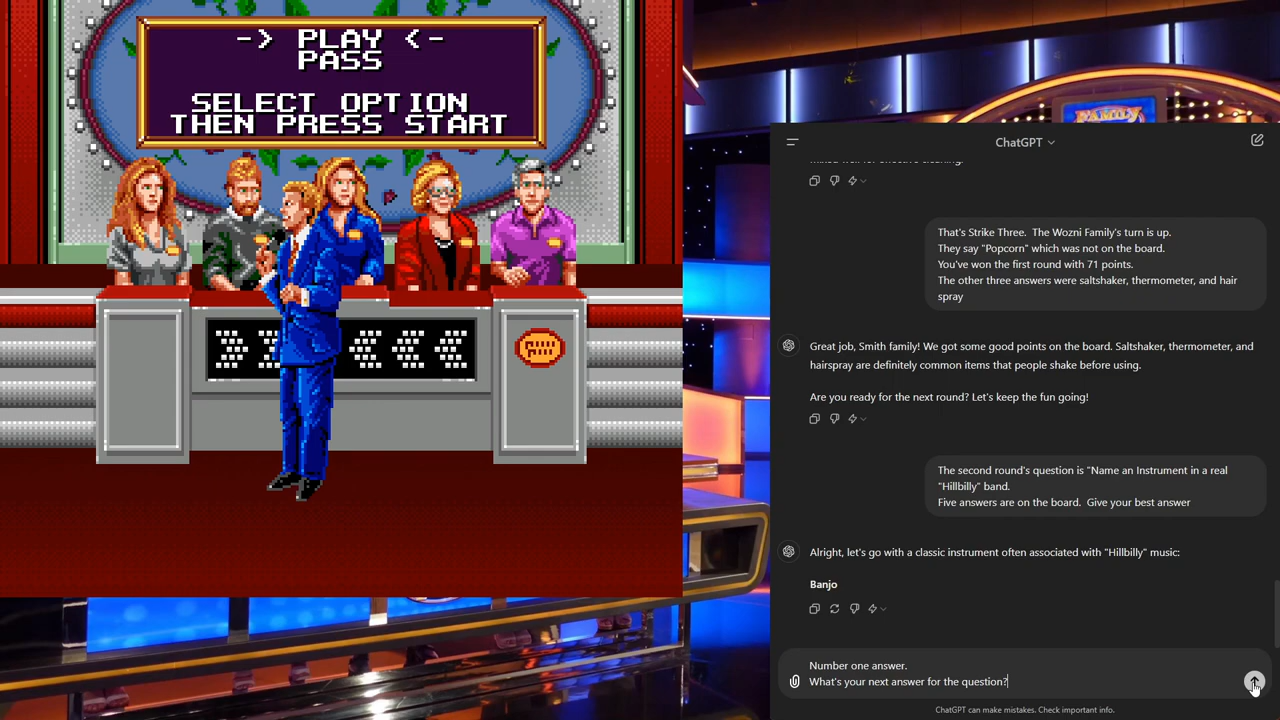 -> PLAY <-
PASS
SELECT OPTION
THEN PRESS START
FAMILY
ChatGPT
That's Strike Three. The Wozni Family's turn is up.
They say "Popcorn" which was not on the board.
You've won the first round with 71 points.
The other three answers were saltshaker, thermometer, and hair
spray
Great job, Smith family! We got some good points on the board. Saltshaker, thermometer, and
hairspray are definitely common items that people shake before using.
Are you ready for the next round? Let's keep the fun going!
The second round's question is "Name an Instrument in a real
"Hillbilly" band.
Five answers are on the board. Give your best answer
Alright, let's go with a classic instrument often associated with "Hillbilly" music:
Banjo
Number one answer.
What's your next answer for the question?
ChatGPT can make mistakes. Check important info.